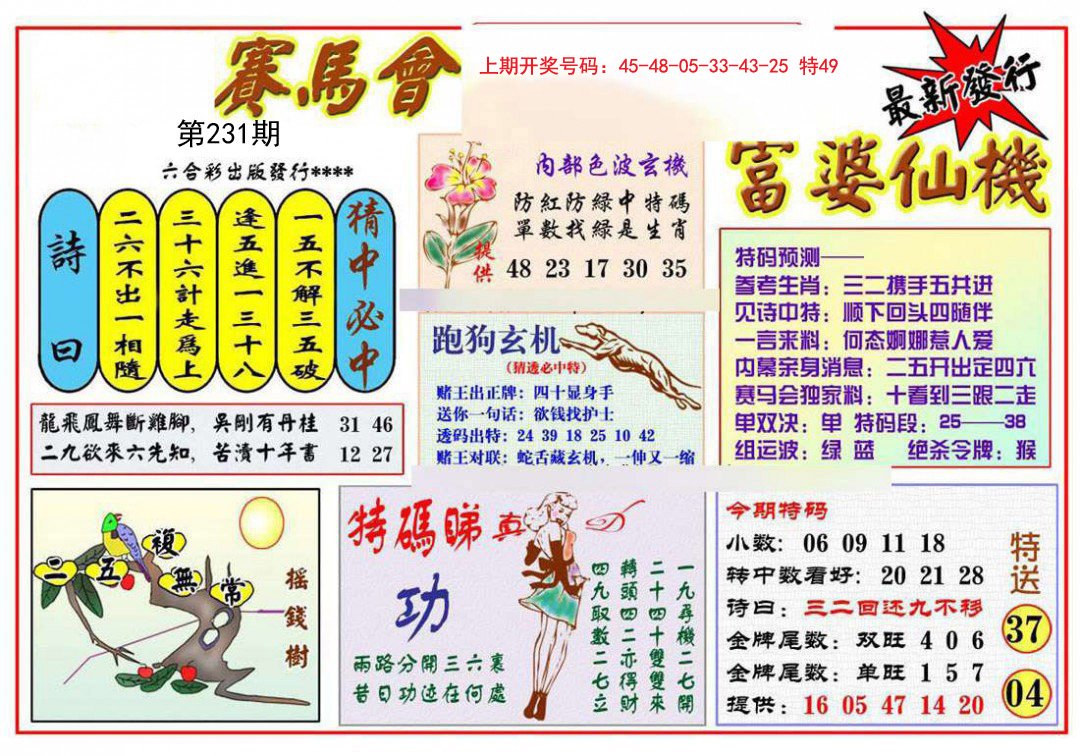 賽馬會
上期开奖号码：45-48-05-33-43-25 特49
最新發行
第231期
六合彩出版發行****
富婆仙機
詩曰
二六不出一相隨
三十六計走爲上
逢五進一三十八
一五不解三五破
猜中必中
龍飛鳳舞斷雞腳，吳剛有丹桂 31 46
二九欲來六先知，苦漬十年書 12 27
内部色波玄機
防紅防綠中特碼
單數找綠是生肖
提供 48 23 17 30 35
跑狗玄机
（猜透必中特）
赌王出正牌：四十显身手
送你一句话：欲钱找护士
透码出特：24 39 18 25 10 42
赌王对联：蛇舌藏玄机，一伸又一缩
特码预测——
参考生肖：三二携手五共进
见诗中特：顺下回头四随伴
一言来料：何态婀娜惹人爱
内幕亲身消息：二五开出定四六
赛马会独家料：十看到三跟二走
单双决：单 特码段：25——38
组运波：绿 蓝 绝杀令牌：猴
二五複無常
摇錢樹
特碼睇真D
功
兩路分開三六裏
昔日功迹在何處
一九尋機二七開
二十四十雙雙來
轉頭四二亦得財
四九取數二七立
今期特码
小数：06 09 11 18
转中数看好：20 21 28
诗曰：三二回还九不移
金牌尾数：双旺 4 0 6
金牌尾数：单旺 1 5 7
提供：16 05 47 14 20
特送
37
04